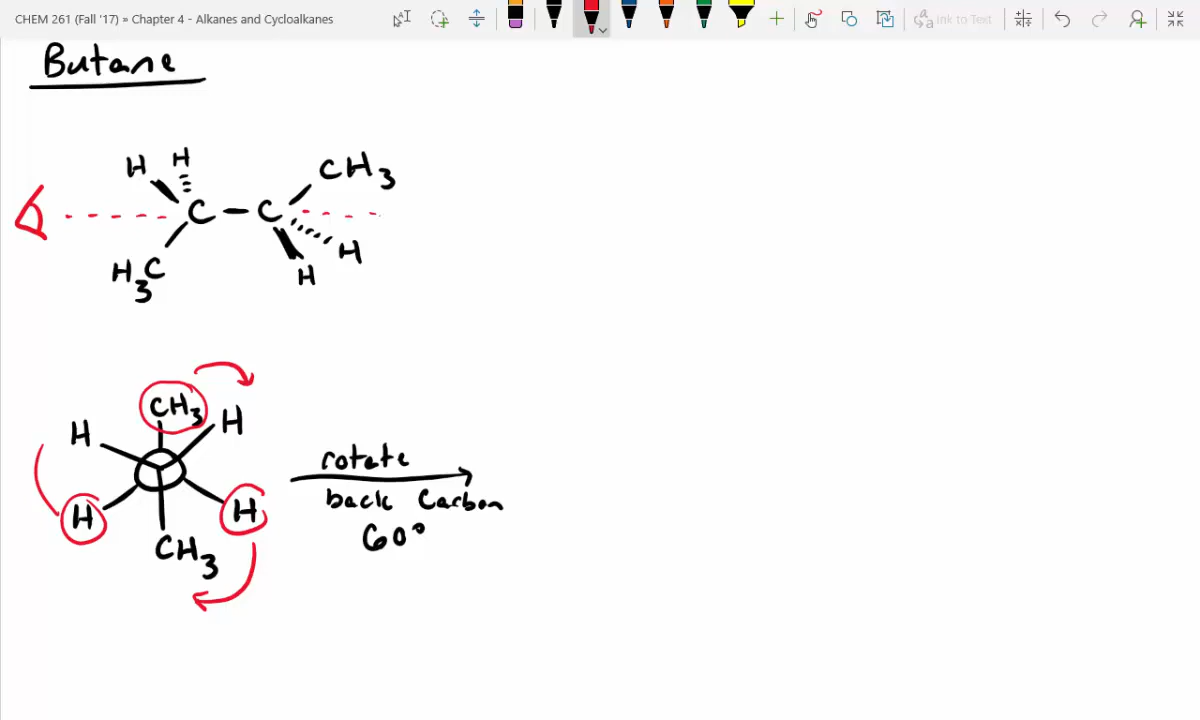 CHEM 261 (Fall '17) » Chapter 4 - Alkanes and Cycloalkanes
Ink to Text
Butane
H H CH3
C - C
H3C H H
CH3
H H
rotate
H H back Carbon
CH3 60°